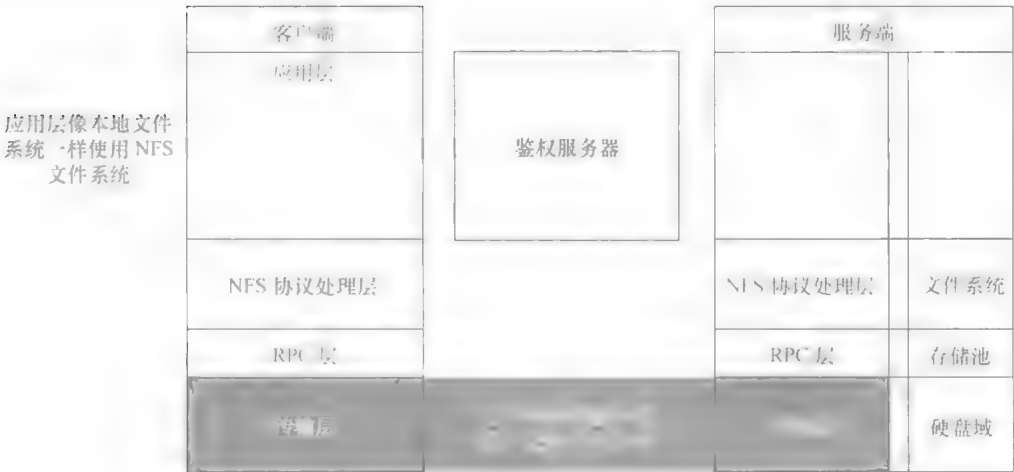 客户端
服务端
应用层
应用层像本地文件
系统一样使用 NFS
文件系统
鉴权服务器
NFS 协议处理层
NFS 协议处理层
文件系统
RPC 层
RPC 层
存储池
硬盘域